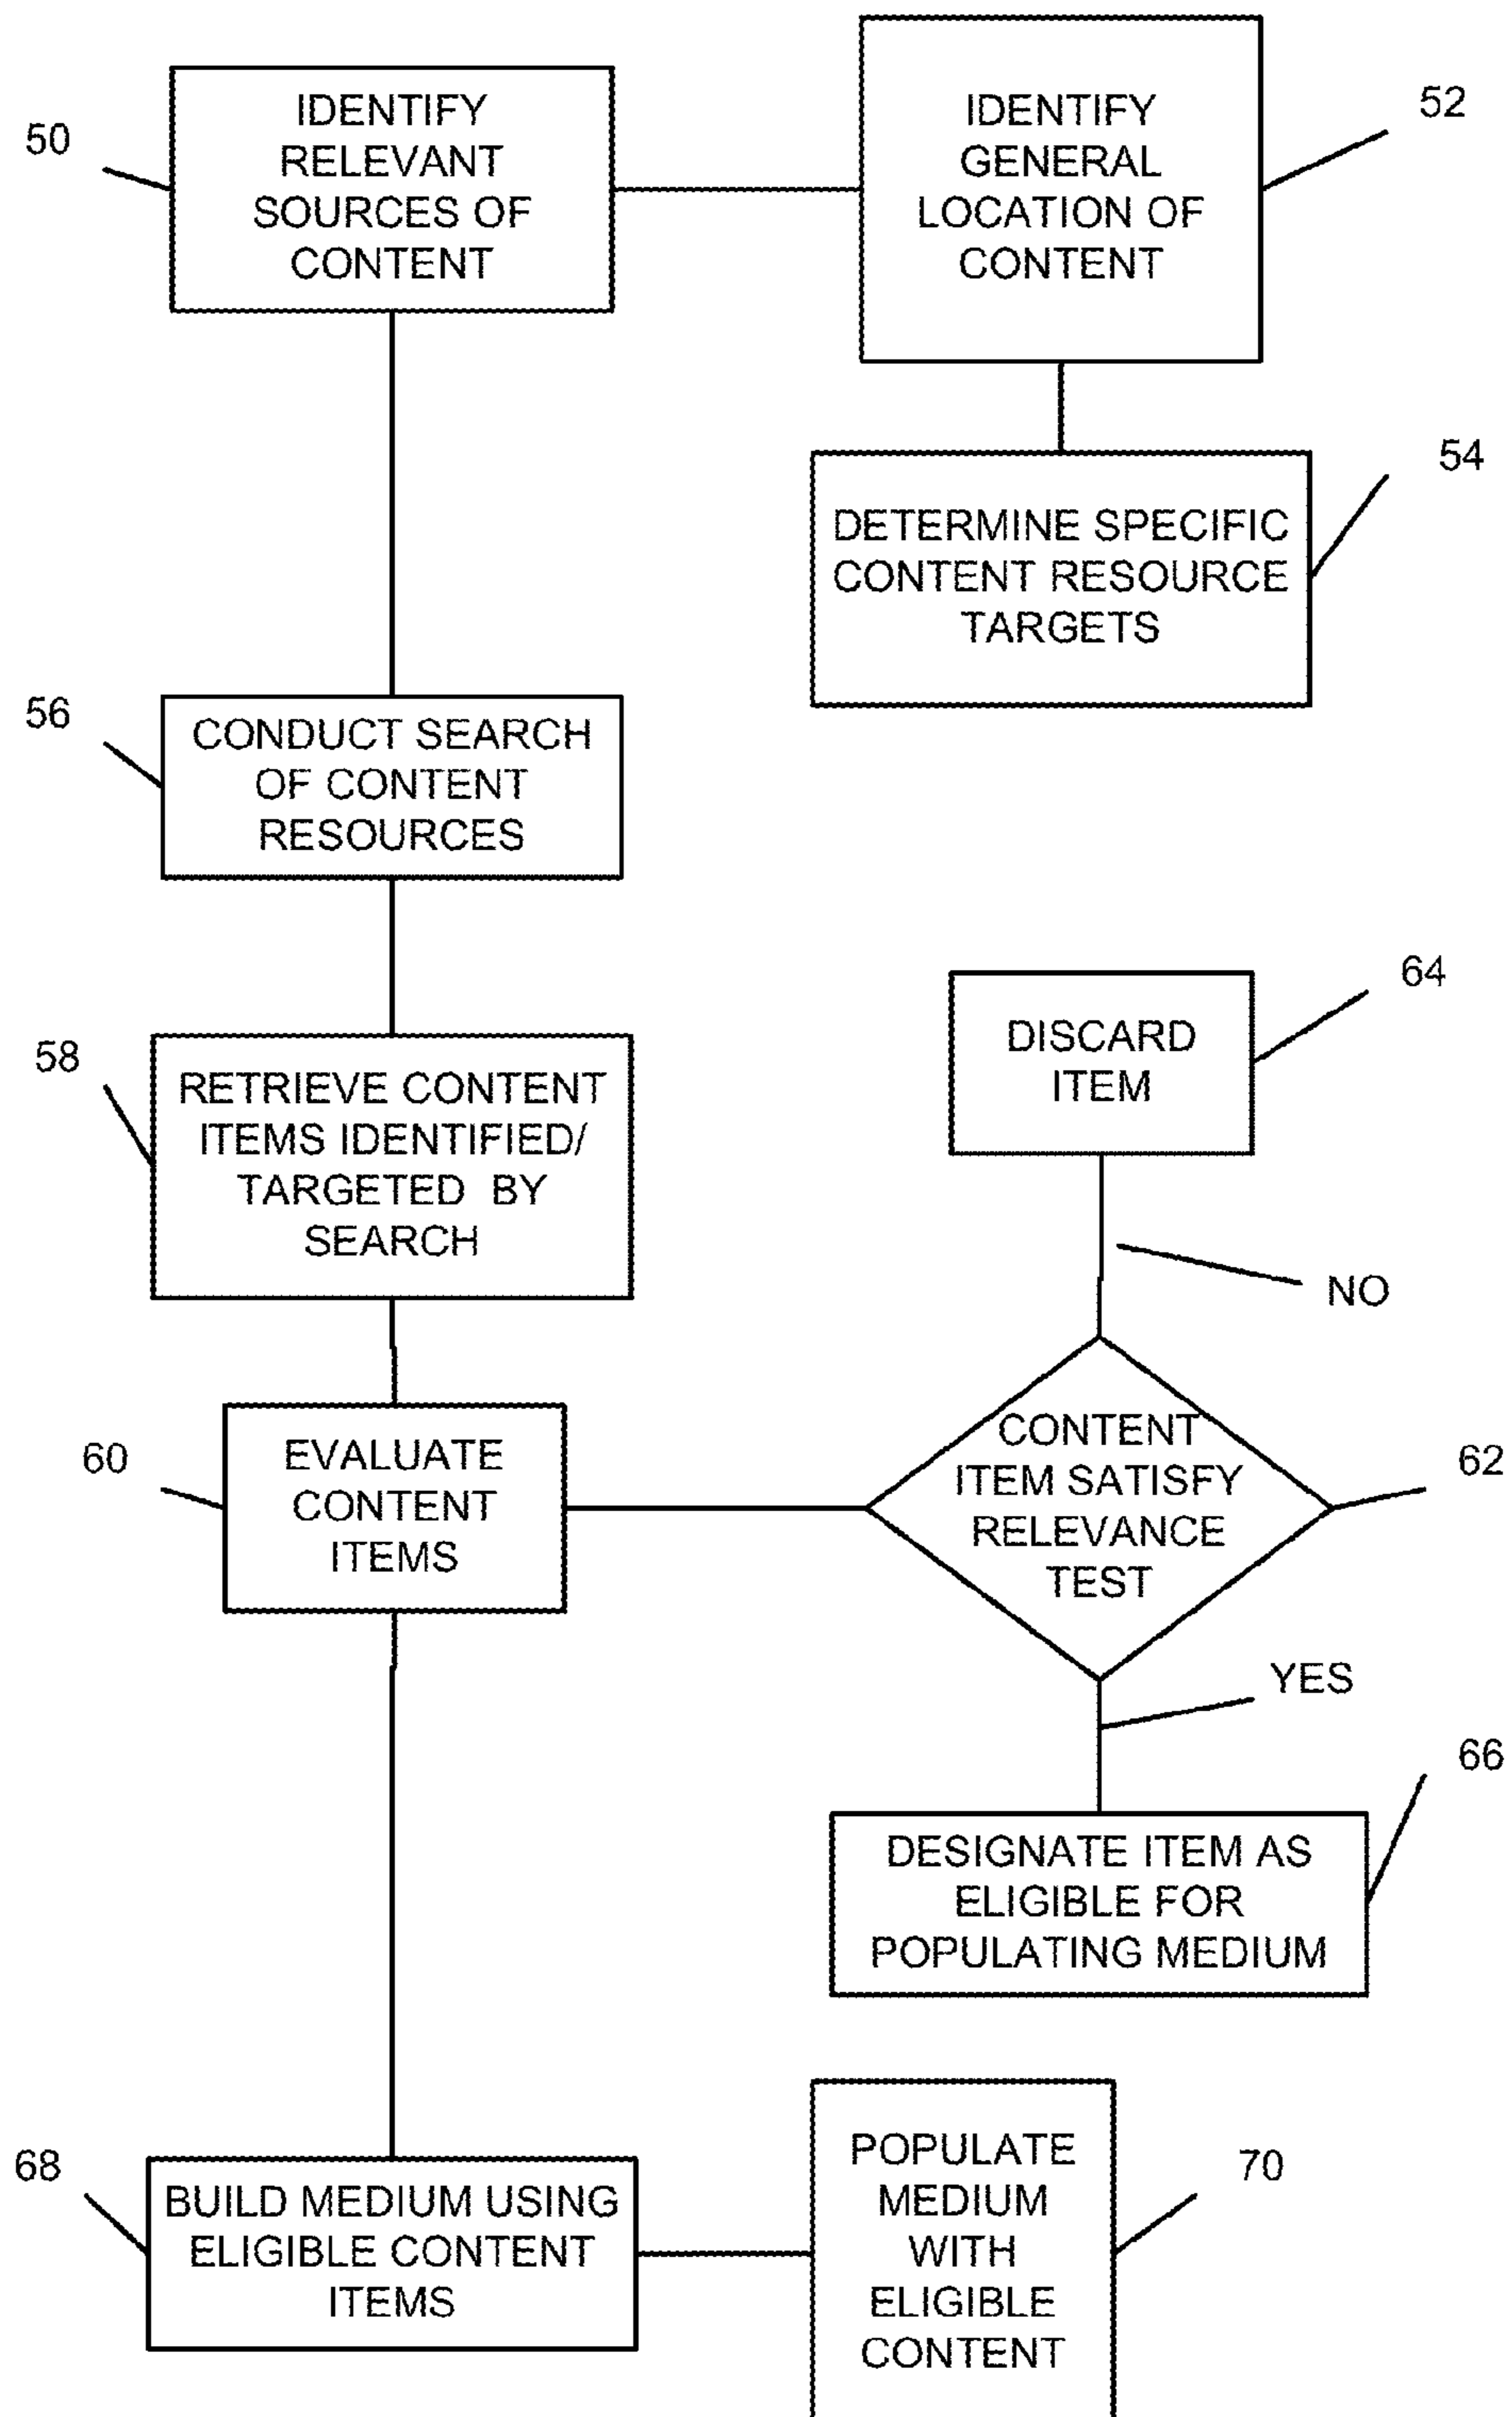 50
IDENTIFY
RELEVANT
SOURCES OF
CONTENT
IDENTIFY
GENERAL
LOCATION OF
CONTENT
52
DETERMINE SPECIFIC
CONTENT RESOURCE
TARGETS
54
56
CONDUCT SEARCH
OF CONTENT
RESOURCES
58
RETRIEVE CONTENT
ITEMS IDENTIFIED/
TARGETED BY
SEARCH
DISCARD
ITEM
64
NO
60
EVALUATE
CONTENT
ITEMS
CONTENT
ITEM SATISFY
RELEVANCE
TEST
62
YES
66
DESIGNATE ITEM AS
ELIGIBLE FOR
POPULATING MEDIUM
68
BUILD MEDIUM USING
ELIGIBLE CONTENT
ITEMS
POPULATE
MEDIUM
WITH
ELIGIBLE
CONTENT
70